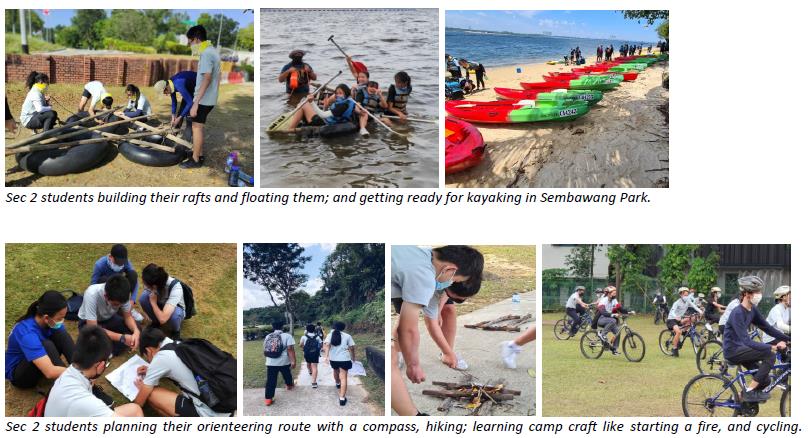 Sec 2 students building their rafts and floating them; and getting ready for kayaking in Sembawang Park.
Sec 2 students planning their orienteering route with a compass, hiking; learning camp craft like starting a fire, and cycling.